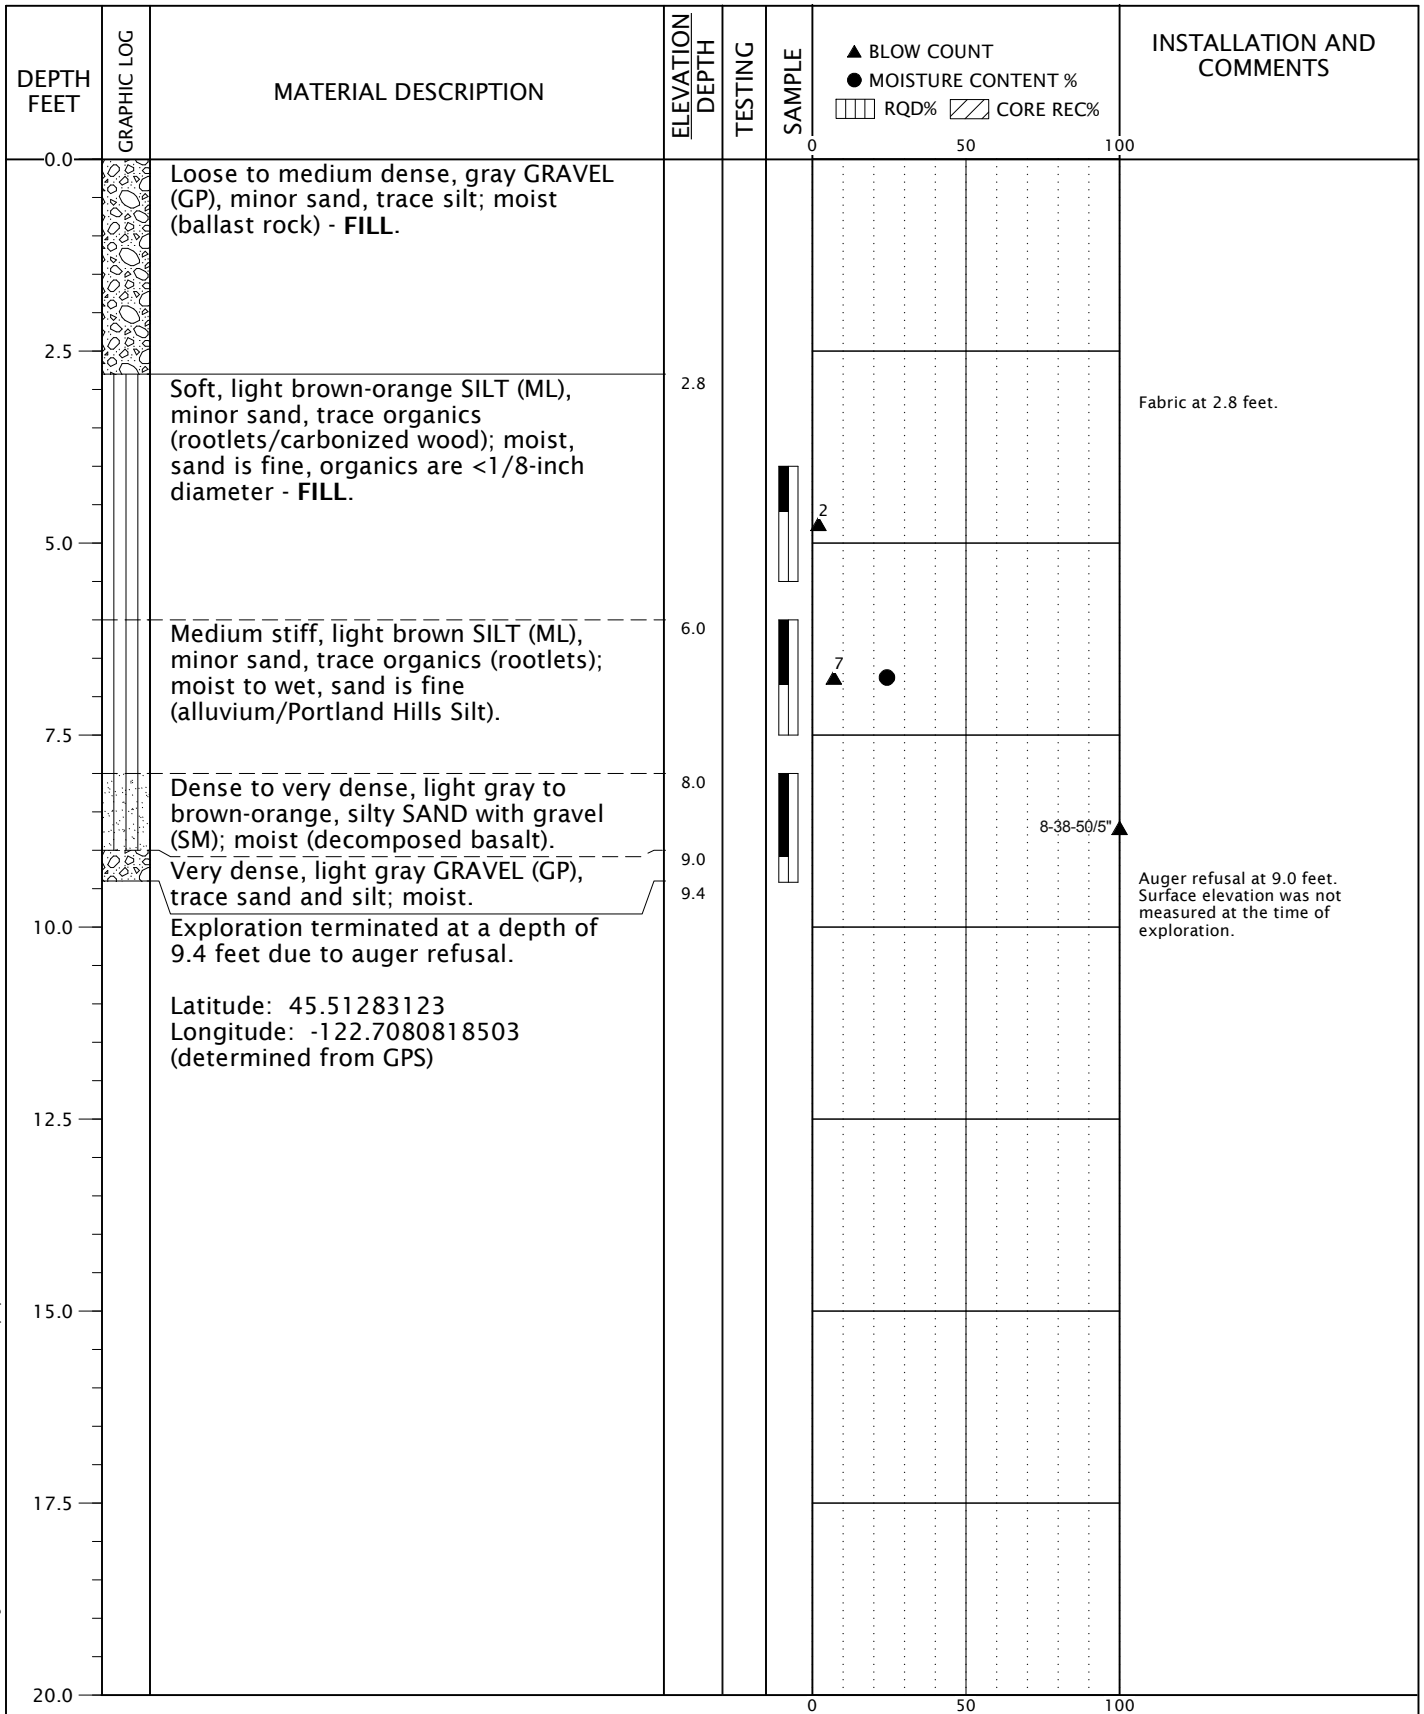 DEPTH
FEET
GRAPHIC LOG
MATERIAL DESCRIPTION
ELEVATION
DEPTH
TESTING
SAMPLE
▲ BLOW COUNT
● MOISTURE CONTENT %
RQD% CORE REC%
0 50 100
INSTALLATION AND
COMMENTS
0.0
Loose to medium dense, gray GRAVEL
(GP), minor sand, trace silt; moist
(ballast rock) - FILL.
2.5
2.8
Soft, light brown-orange SILT (ML),
minor sand, trace organics
(rootlets/carbonized wood); moist,
sand is fine, organics are <1/8-inch
diameter - FILL.
Fabric at 2.8 feet.
2
5.0
6.0
Medium stiff, light brown SILT (ML),
minor sand, trace organics (rootlets);
moist to wet, sand is fine
(alluvium/Portland Hills Silt).
7
7.5
8.0
Dense to very dense, light gray to
brown-orange, silty SAND with gravel
(SM); moist (decomposed basalt).
8-38-50/5"
9.0
Very dense, light gray GRAVEL (GP),
trace sand and silt; moist.
9.4
Auger refusal at 9.0 feet.
Surface elevation was not
measured at the time of
exploration.
10.0
Exploration terminated at a depth of
9.4 feet due to auger refusal.
Latitude: 45.51283123
Longitude: -122.7080818503
(determined from GPS)
12.5
15.0
17.5
20.0
0 50 100